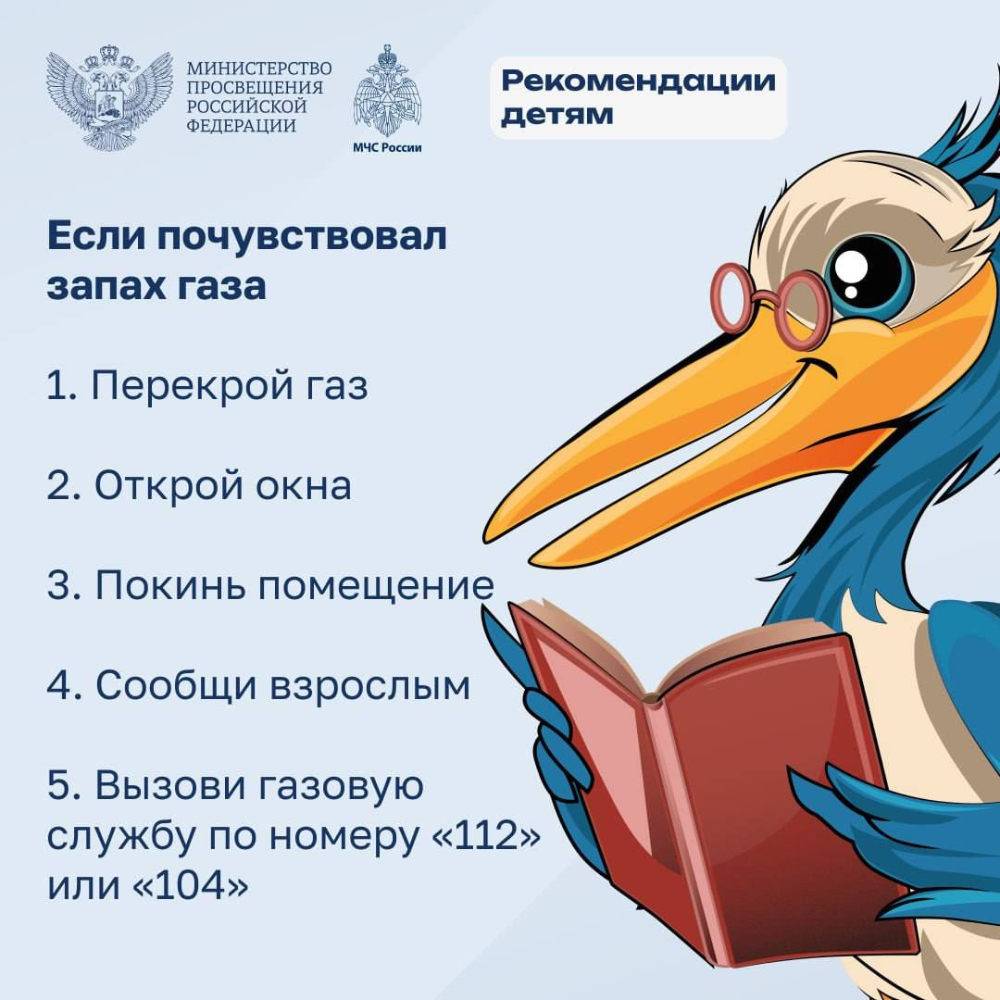 МИНИСТЕРСТВО
ПРОСВЕЩЕНИЯ
РОССИЙСКОЙ
ФЕДЕРАЦИИ
МЧС России
Рекомендации
детям
Если почувствовал
запах газа
1. Перекрой газ
2. Открой окна
3. Покинь помещение
4. Сообщи взрослым
5. Вызови газовую
службу по номеру «112»
или «104»